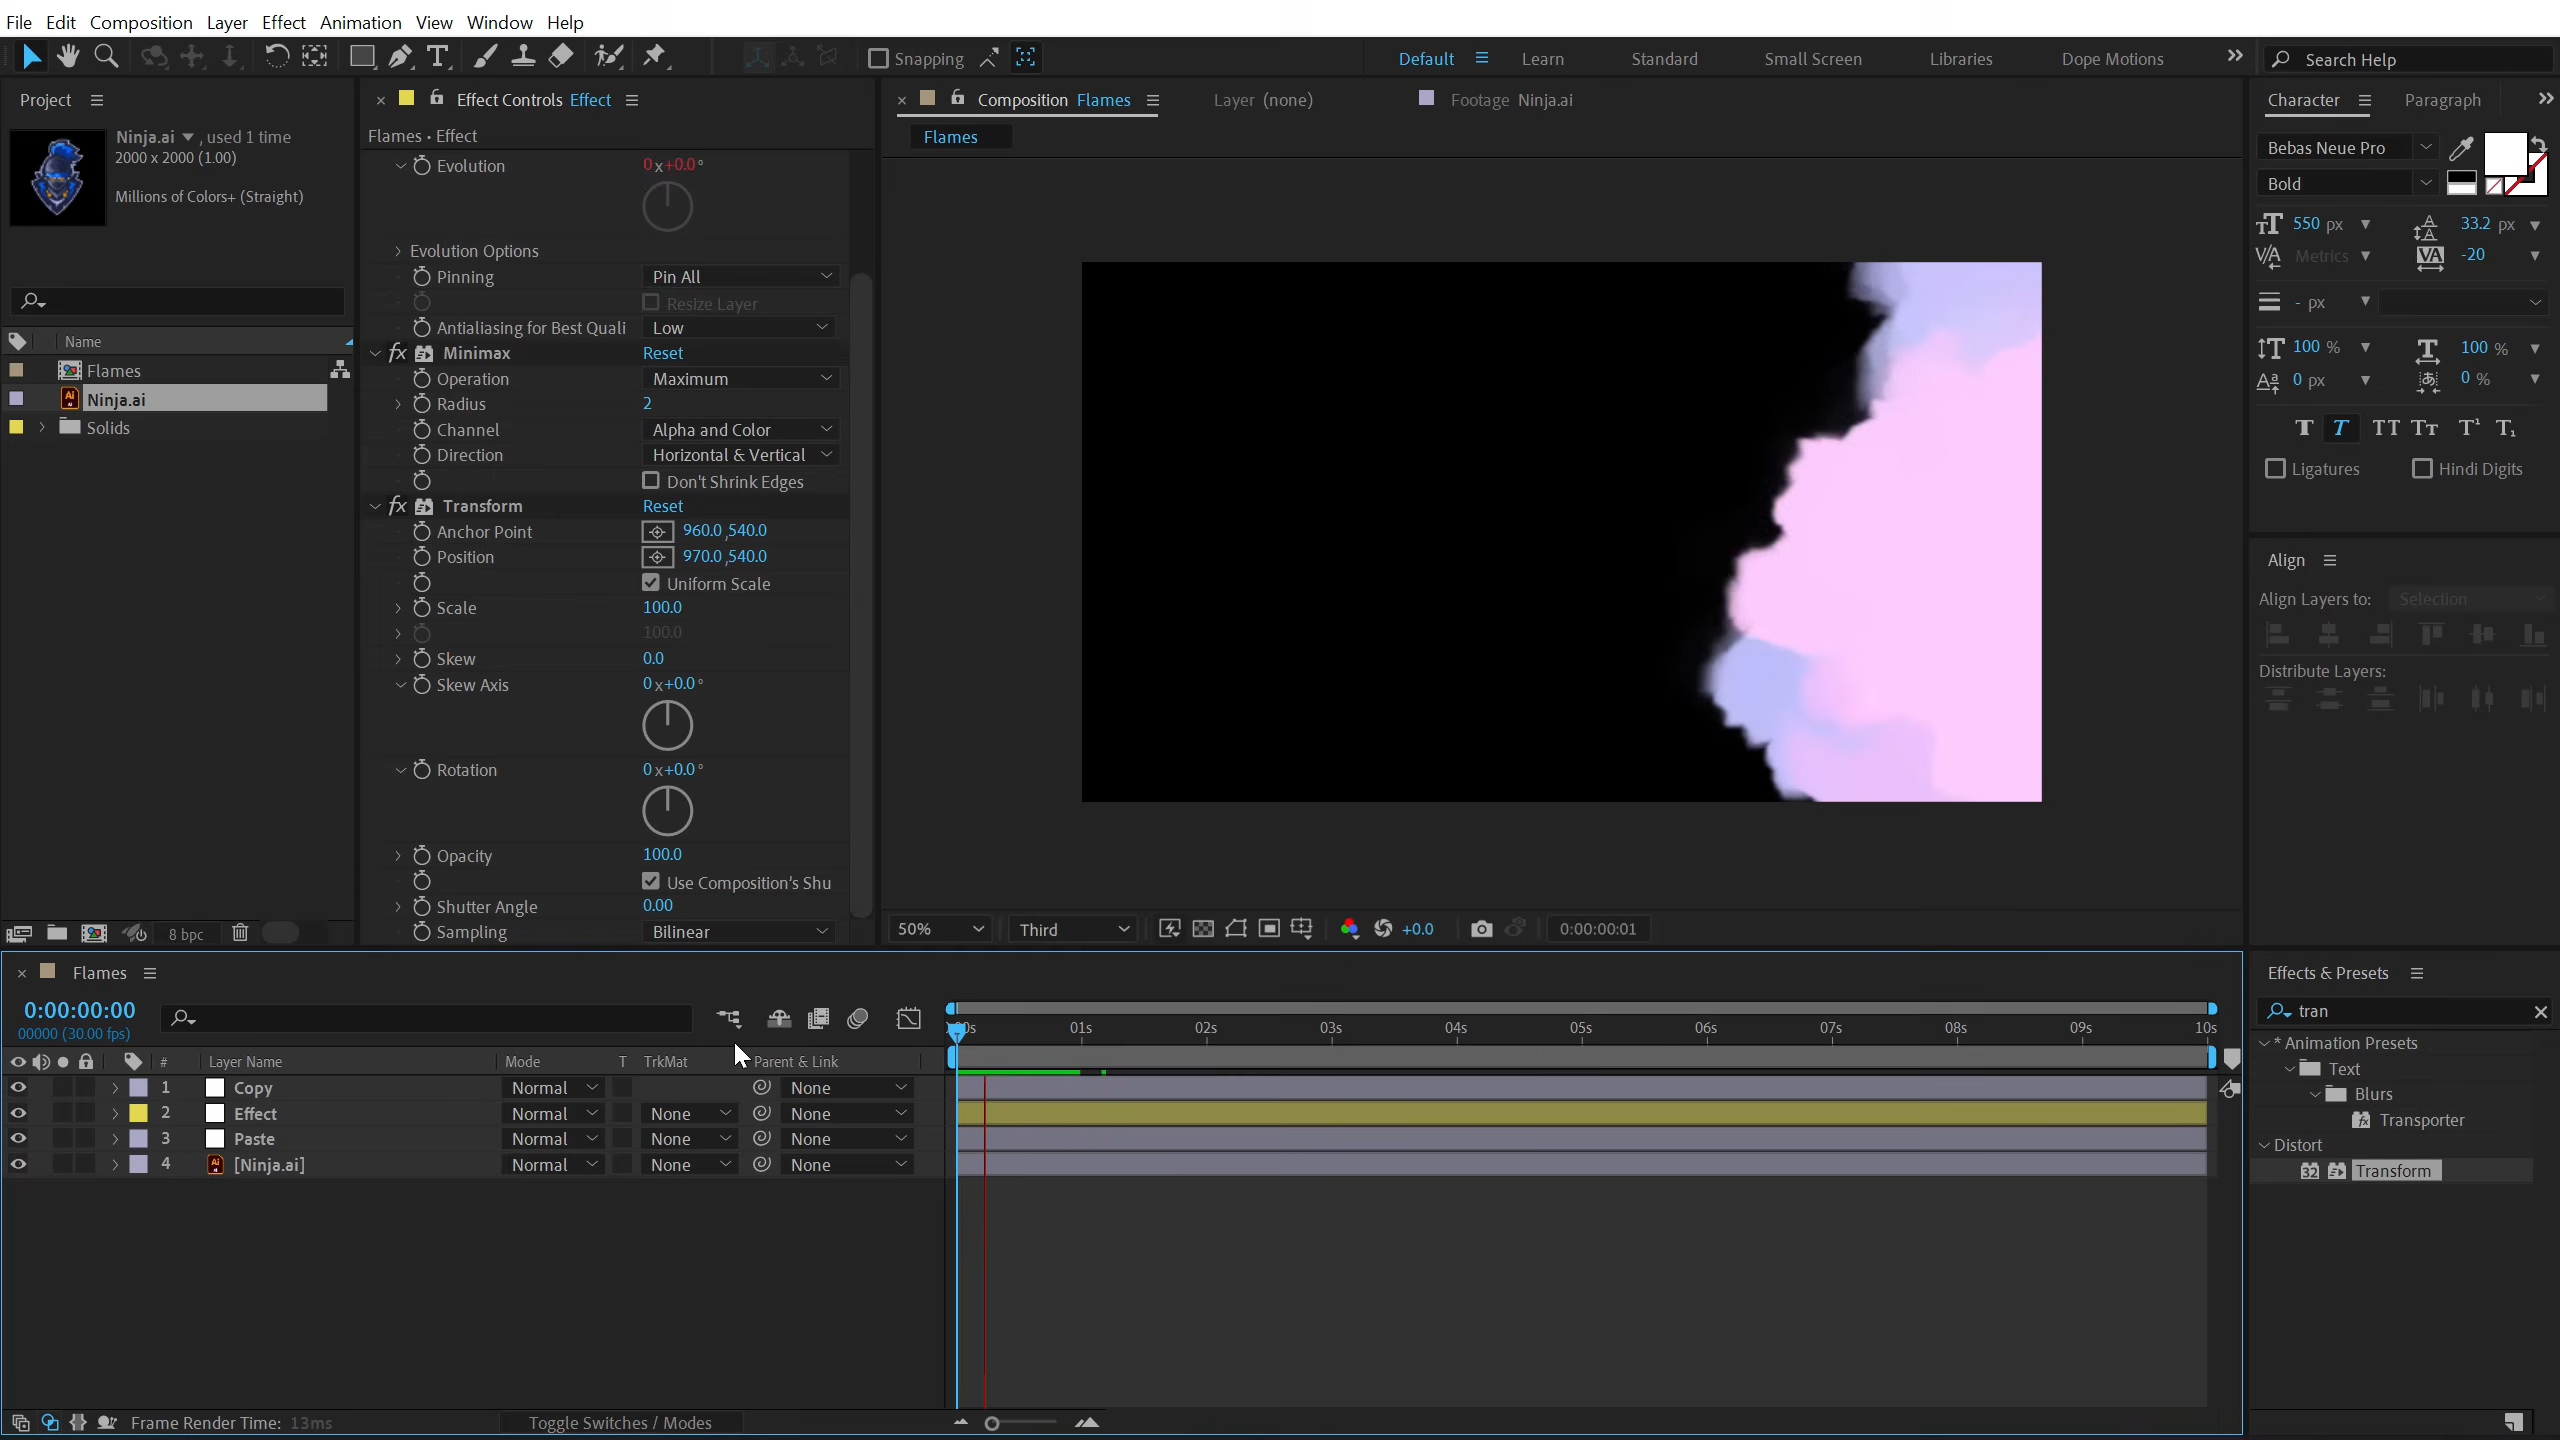 File Edit Composition Layer Effect Animation View Window Help
Snapping
Default Learn Standard Small Screen Libraries Dope Motions
Search Help
Project
Ninja.ai , used 1 time
2000 x 2000 (1.00)
Millions of Colors+ (Straight)
Name
Flames
Ninja.ai
Solids
8 bpc
Effect Controls Effect
Flames • Effect
Evolution 0 x+0.0°
Evolution Options
Pinning Pin All
Resize Layer
Antialiasing for Best Quali Low
fx Minimax Reset
Operation Maximum
Radius 2
Channel Alpha and Color
Direction Horizontal & Vertical
Don't Shrink Edges
fx Transform Reset
Anchor Point 960.0,540.0
Position 970.0,540.0
Uniform Scale
Scale 100.0
100.0
Skew 0.0
Skew Axis 0 x+0.0°
Rotation 0 x+0.0°
Opacity 100.0
Use Composition's Shu
Shutter Angle 0.00
Sampling Bilinear
Composition Flames Layer (none) Footage Ninja.ai
Flames
50% Third +0.0 0:00:00:01
Character Paragraph
Bebas Neue Pro
Bold
550 px 33.2 px
Metrics -20
- px
100 % 100 %
0 px 0 %
Ligatures Hindi Digits
Align
Align Layers to: Selection
Distribute Layers:
Flames
0:00:00:00
00000 (30.00 fps)
# Layer Name Mode T TrkMat Parent & Link
1 Copy Normal None
2 Effect Normal None None
3 Paste Normal None None
4 [Ninja.ai] Normal None None
01s 02s 03s 04s 05s 06s 07s 08s 09s 10s
Frame Render Time: 13ms
Toggle Switches / Modes
Effects & Presets
tran
* Animation Presets
Text
Blurs
Transporter
Distort
32 Transform